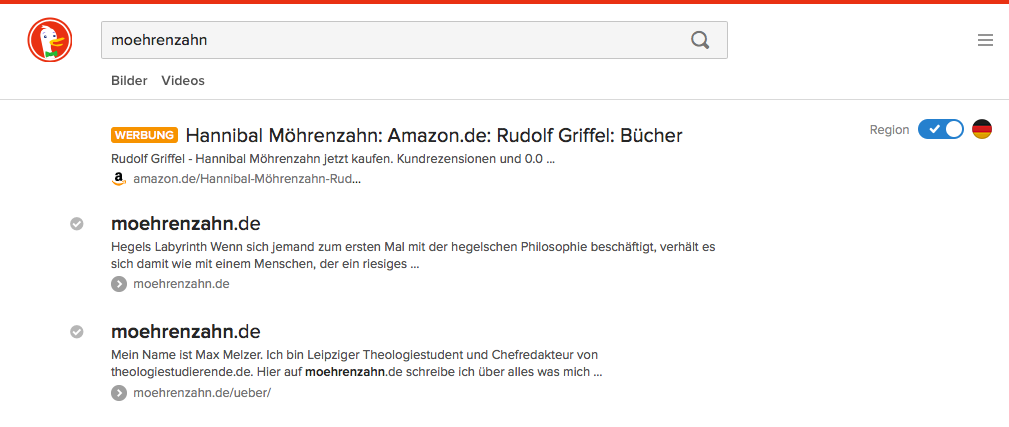 moehrenzahn
Bilder Videos
Region
WERBUNG Hannibal Möhrenzahn: Amazon.de: Rudolf Griffel: Bücher
Rudolf Griffel - Hannibal Möhrenzahn jetzt kaufen. Kundrezensionen und 0.0 ...
a amazon.de/Hannibal-Möhrenzahn-Rud...
moehrenzahn.de
Hegels Labyrinth Wenn sich jemand zum ersten Mal mit der hegelschen Philosophie beschäftigt, verhält es
sich damit wie mit einem Menschen, der ein riesiges ...
moehrenzahn.de
moehrenzahn.de
Mein Name ist Max Melzer. Ich bin Leipziger Theologiestudent und Chefredakteur von
theologiestudierende.de. Hier auf moehrenzahn.de schreibe ich über alles was mich ...
moehrenzahn.de/ueber/